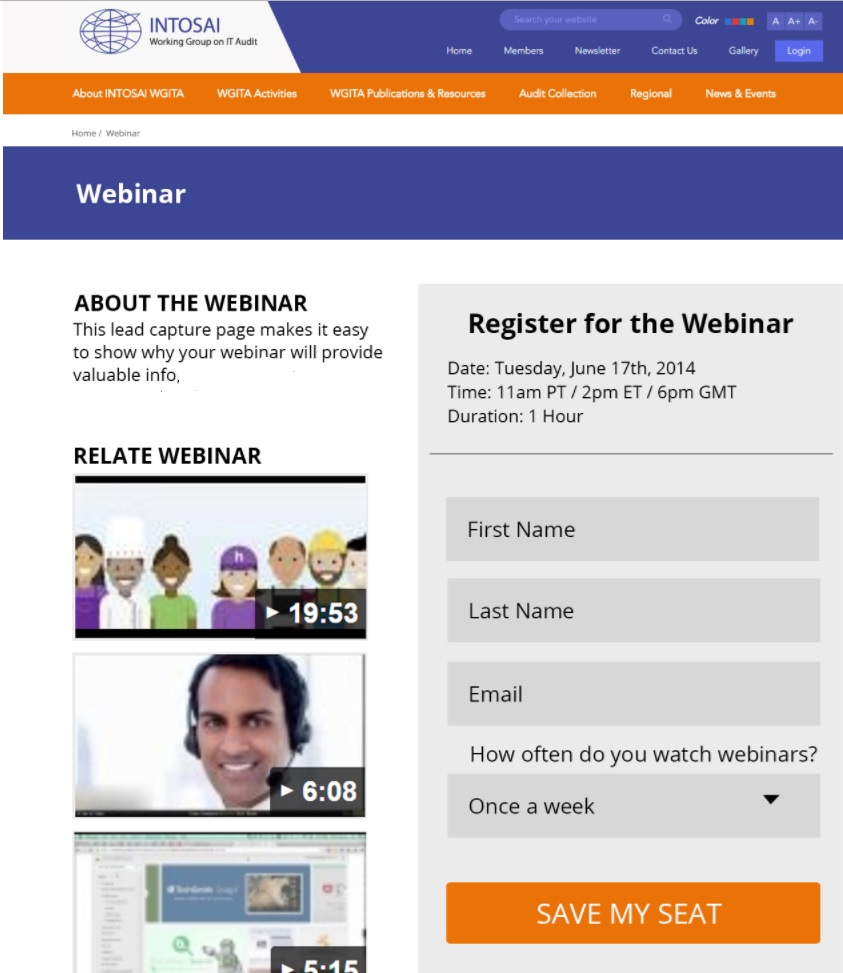 INTOSAI
Working Group on IT Audit
Search your website
Color
A A+ A-
Home Members Newsletter Contact Us Gallery Login
About INTOSAI WGITA WGITA Activities WGITA Publications & Resources Audit Collection Regional News & Events
Home / Webinar
Webinar
ABOUT THE WEBINAR
This lead capture page makes it easy
to show why your webinar will provide
valuable info,
RELATE WEBINAR
h
19:53
6:08
5:15
Register for the Webinar
Date: Tuesday, June 17th, 2014
Time: 11am PT / 2pm ET / 6pm GMT
Duration: 1 Hour
First Name
Last Name
Email
How often do you watch webinars?
Once a week
SAVE MY SEAT